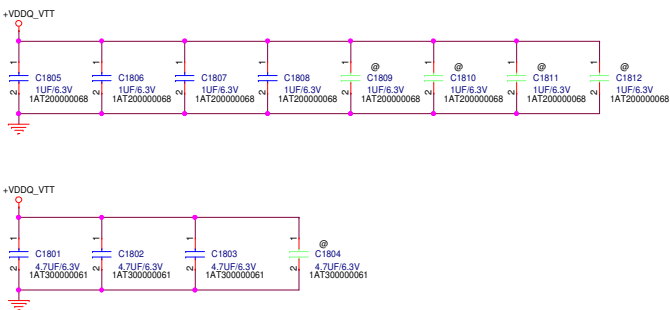 +VDDQ_VTT
@ @ @ @
1 1 1 1 1 1 1 1
C1805 C1806 C1807 C1808 C1809 C1810 C1811 C1812
2 1UF/6.3V 2 1UF/6.3V 2 1UF/6.3V 2 1UF/6.3V 2 1UF/6.3V 2 1UF/6.3V 2 1UF/6.3V 2 1UF/6.3V
1AT200000068 1AT200000068 1AT200000068 1AT200000068 1AT200000068 1AT200000068 1AT200000068 1AT200000068
+VDDQ_VTT
@
1 1 1 1
C1801 C1802 C1803 C1804
2 4.7UF/6.3V 2 4.7UF/6.3V 2 4.7UF/6.3V 2 4.7UF/6.3V
1AT300000061 1AT300000061 1AT300000061 1AT300000061